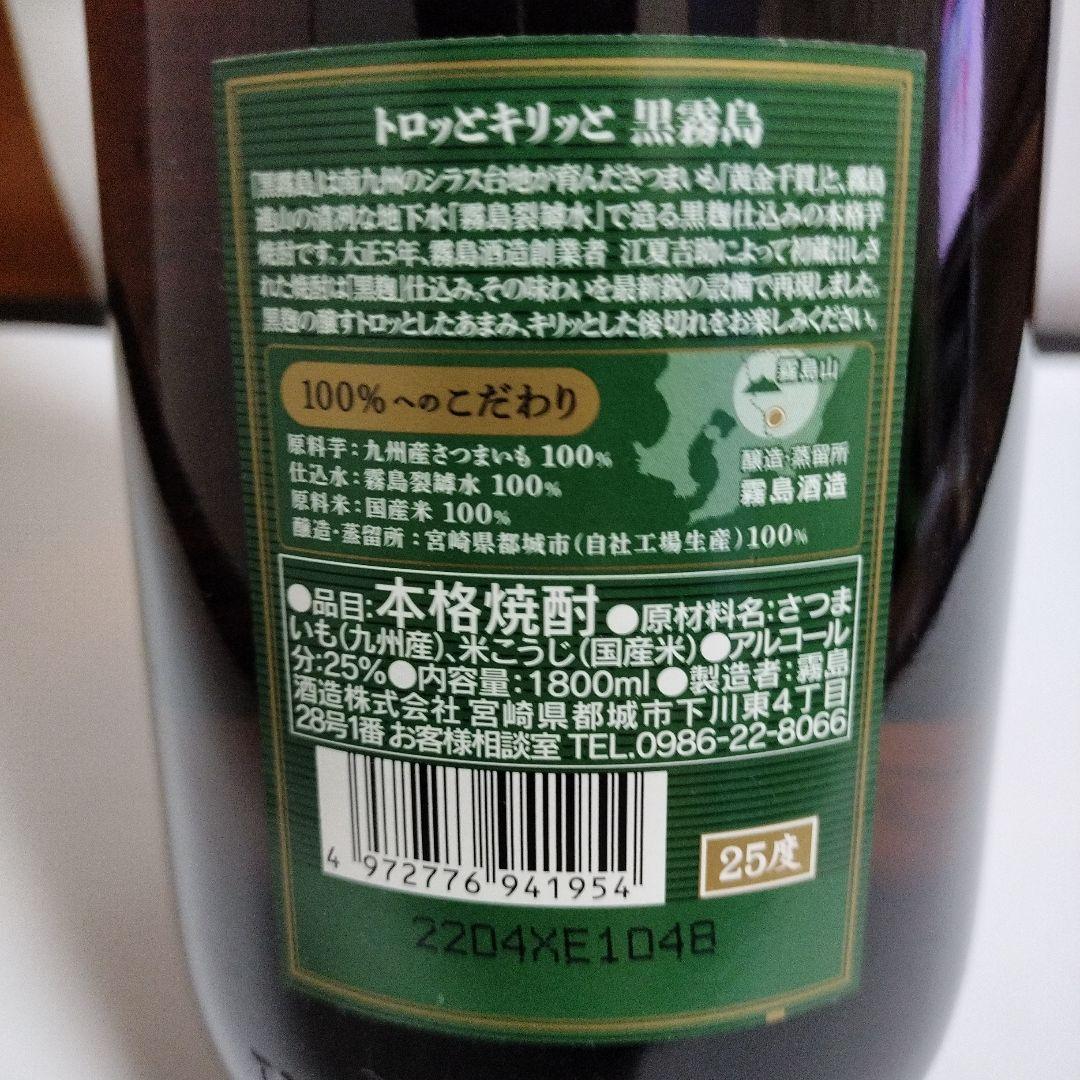 トロッとキリッと 黒霧島
「黒霧島」は南九州のシラス台地が育んださつまいも「黄金千貫」と、霧島
連山の清冽な地下水「霧島裂罅水」で造る黒麹仕込みの本格芋
焼酎です。大正5年、霧島酒造創業者 江夏吉助によって初蔵出しさ
れた焼酎は「黒麹」仕込み。その味わいを最新鋭の設備で再現しました。
黒麹の醸すトロッとしたあまみ、キリッとした後切れをお楽しみください。
100%へのこだわり
霧島山
原料芋：九州産さつまいも 100%
仕込水：霧島裂罅水 100%
原料米：国産米 100%
醸造・蒸留所：宮崎県都城市（自社工場生産）100%
醸造・蒸留所
霧島酒造
●品目:本格焼酎●原材料名:さつま
いも(九州産)、米こうじ(国産米)●アルコール
分:25%●内容量:1800ml●製造者:霧島
酒造株式会社 宮崎県都城市下川東4丁目
28号1番 お客様相談室 TEL.0986-22-8066
4 972776 941954
25度
2204XE1048